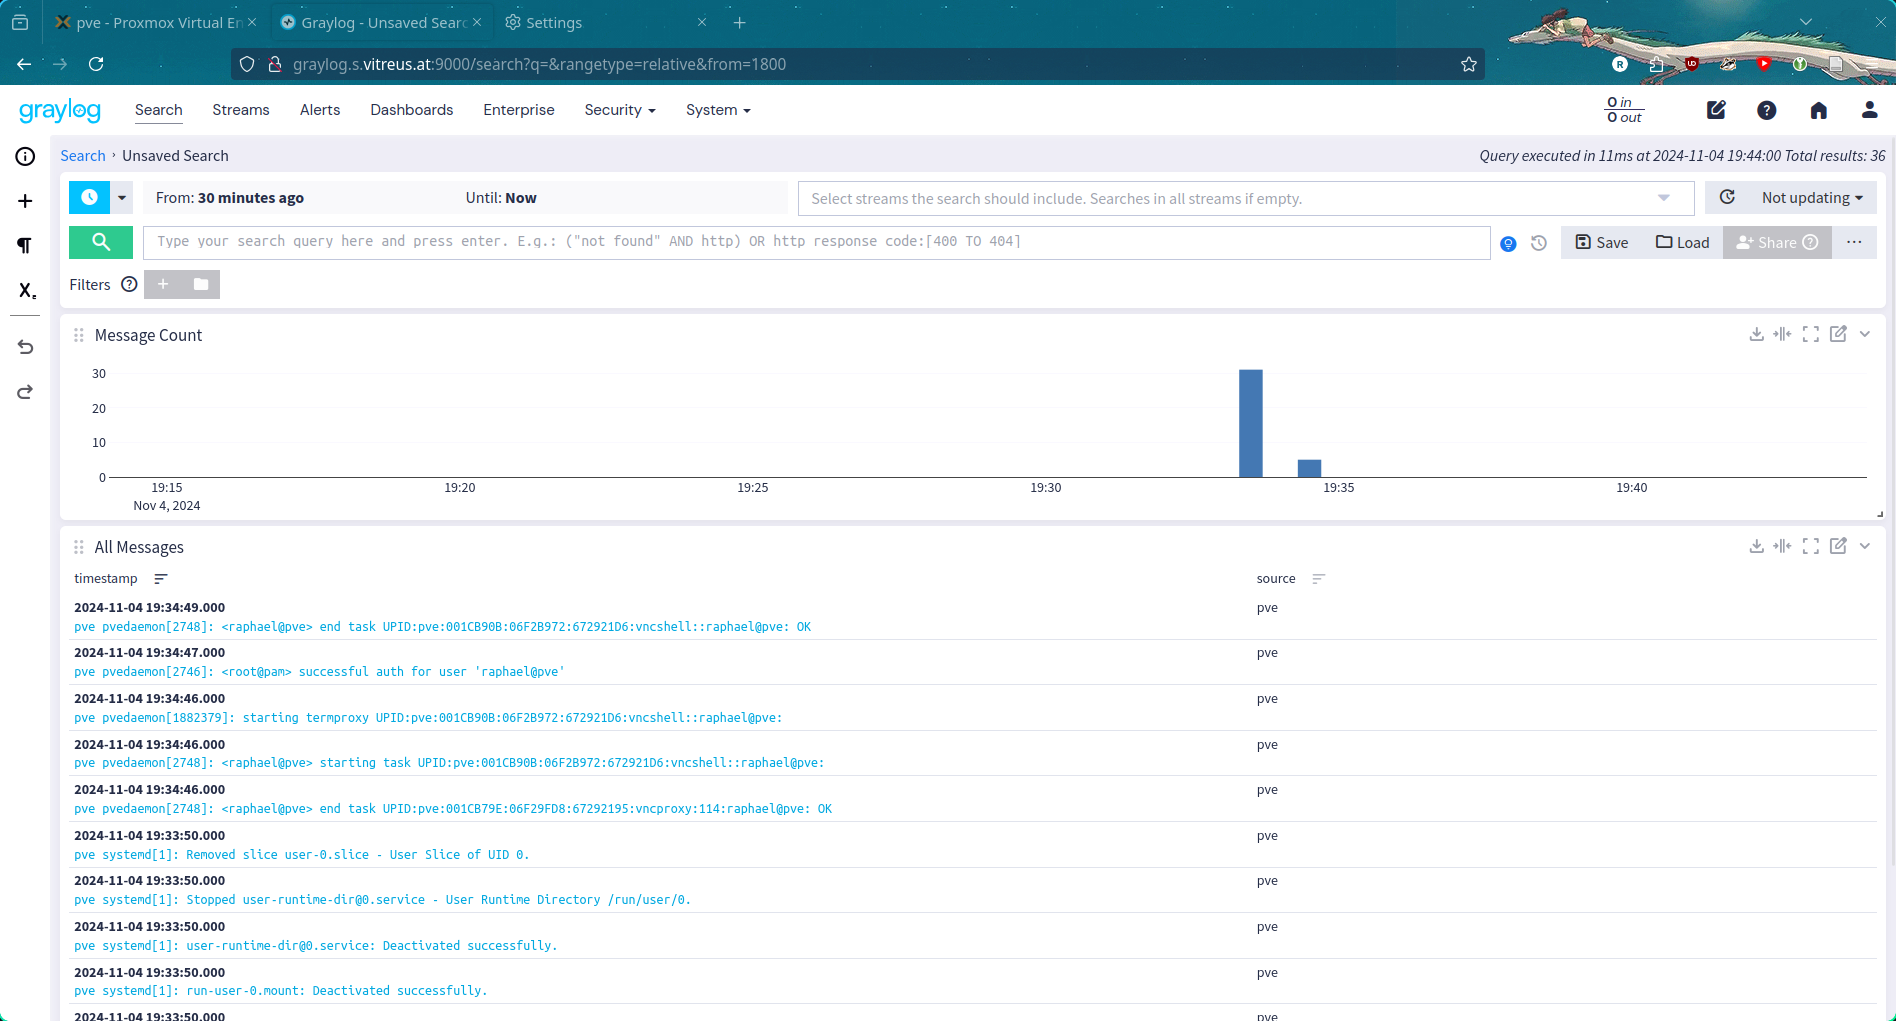 pve - Proxmox Virtual En
Graylog - Unsaved Searc
Settings
graylog.s.vitreus.at:9000/search?q=&rangetype=relative&from=1800
graylog
Search
Streams
Alerts
Dashboards
Enterprise
Security
System
0 in
0 out
Search › Unsaved Search
Query executed in 11ms at 2024-11-04 19:44:00 Total results: 36
From: 30 minutes ago
Until: Now
Select streams the search should include. Searches in all streams if empty.
Not updating
Type your search query here and press enter. E.g.: ("not found" AND http) OR http response code:[400 TO 404]
Save
Load
Share
Filters
Message Count
30
20
10
0
19:15
19:20
19:25
19:30
19:35
19:40
Nov 4, 2024
All Messages
timestamp
source
2024-11-04 19:34:49.000
pve
pve pvedaemon[2748]: <raphael@pve> end task UPID:pve:001CB90B:06F2B972:672921D6:vncshell::raphael@pve: OK
2024-11-04 19:34:47.000
pve
pve pvedaemon[2746]: <root@pam> successful auth for user 'raphael@pve'
2024-11-04 19:34:46.000
pve
pve pvedaemon[1882379]: starting termproxy UPID:pve:001CB90B:06F2B972:672921D6:vncshell::raphael@pve:
2024-11-04 19:34:46.000
pve
pve pvedaemon[2748]: <raphael@pve> starting task UPID:pve:001CB90B:06F2B972:672921D6:vncshell::raphael@pve:
2024-11-04 19:34:46.000
pve
pve pvedaemon[2748]: <raphael@pve> end task UPID:pve:001CB79E:06F29FD8:67292195:vncproxy:114:raphael@pve: OK
2024-11-04 19:33:50.000
pve
pve systemd[1]: Removed slice user-0.slice - User Slice of UID 0.
2024-11-04 19:33:50.000
pve
pve systemd[1]: Stopped user-runtime-dir@0.service - User Runtime Directory /run/user/0.
2024-11-04 19:33:50.000
pve
pve systemd[1]: user-runtime-dir@0.service: Deactivated successfully.
2024-11-04 19:33:50.000
pve
pve systemd[1]: run-user-0.mount: Deactivated successfully.
2024-11-04 19:33:50.000
pve